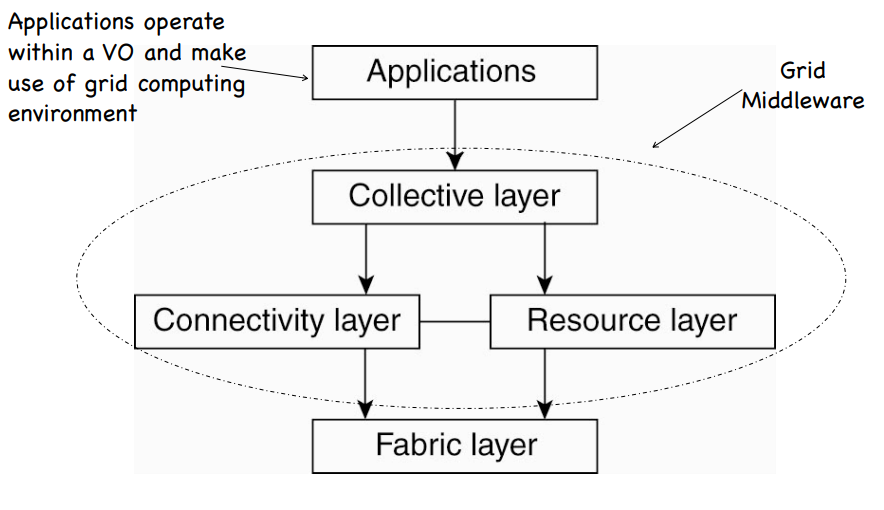 Applications operate
within a VO and make
use of grid computing
environment
Applications
Grid
Middleware
Collective layer
Connectivity layer
Resource layer
Fabric layer